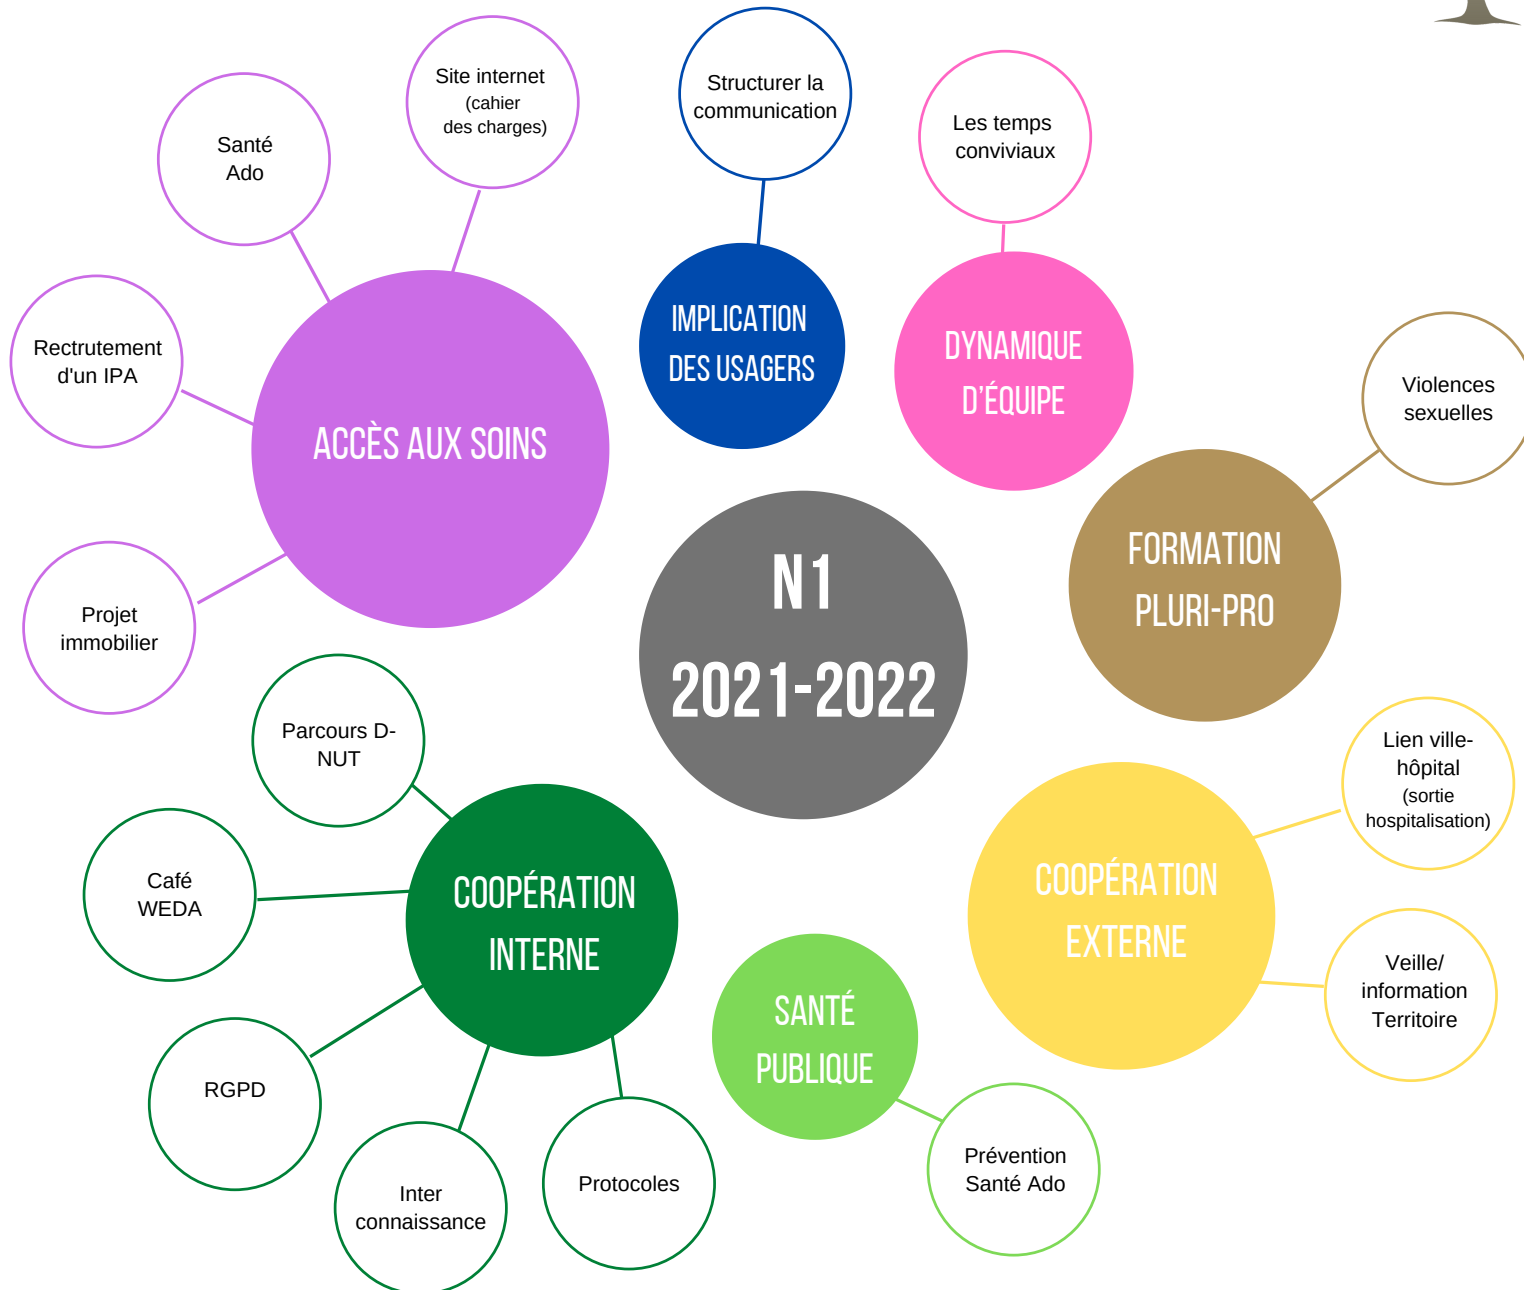 Site internet
(cahier
des charges)
Santé
Ado
Rectrutement
d'un IPA
Projet
immobilier
ACCÈS AUX SOINS
Structurer la
communication
IMPLICATION
DES USAGERS
Les temps
conviviaux
DYNAMIQUE
D'ÉQUIPE
Violences
sexuelles
FORMATION
PLURI-PRO
N1
2021-2022
Parcours D-
NUT
Café
WEDA
RGPD
Inter
connaissance
Protocoles
COOPÉRATION
INTERNE
SANTÉ
PUBLIQUE
Prévention
Santé Ado
COOPÉRATION
EXTERNE
Lien ville-
hôpital
(sortie
hospitalisation)
Veille/
information
Territoire